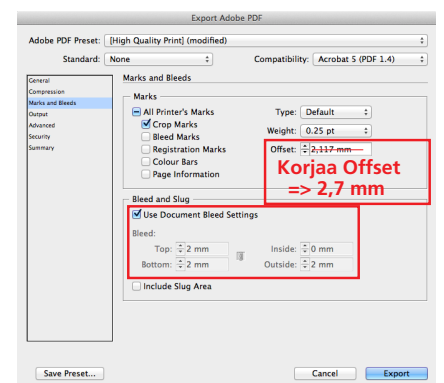 Export Adobe PDF
Adobe PDF Preset: [High Quality Print] (modified)
Standard: None Compatibility: Acrobat 5 (PDF 1.4)
General
Compression
Marks and Bleeds
Output
Advanced
Security
Summary
Marks and Bleeds
Marks
All Printer's Marks Type: Default
Crop Marks Weight: 0.25 pt
Bleed Marks
Registration Marks Offset: 2,117 mm
Colour Bars
Page Information
Korjaa Offset
=> 2,7 mm
Bleed and Slug
Use Document Bleed Settings
Bleed:
Top: 2 mm Inside: 0 mm
Bottom: 2 mm Outside: 2 mm
Include Slug Area
Save Preset... Cancel Export